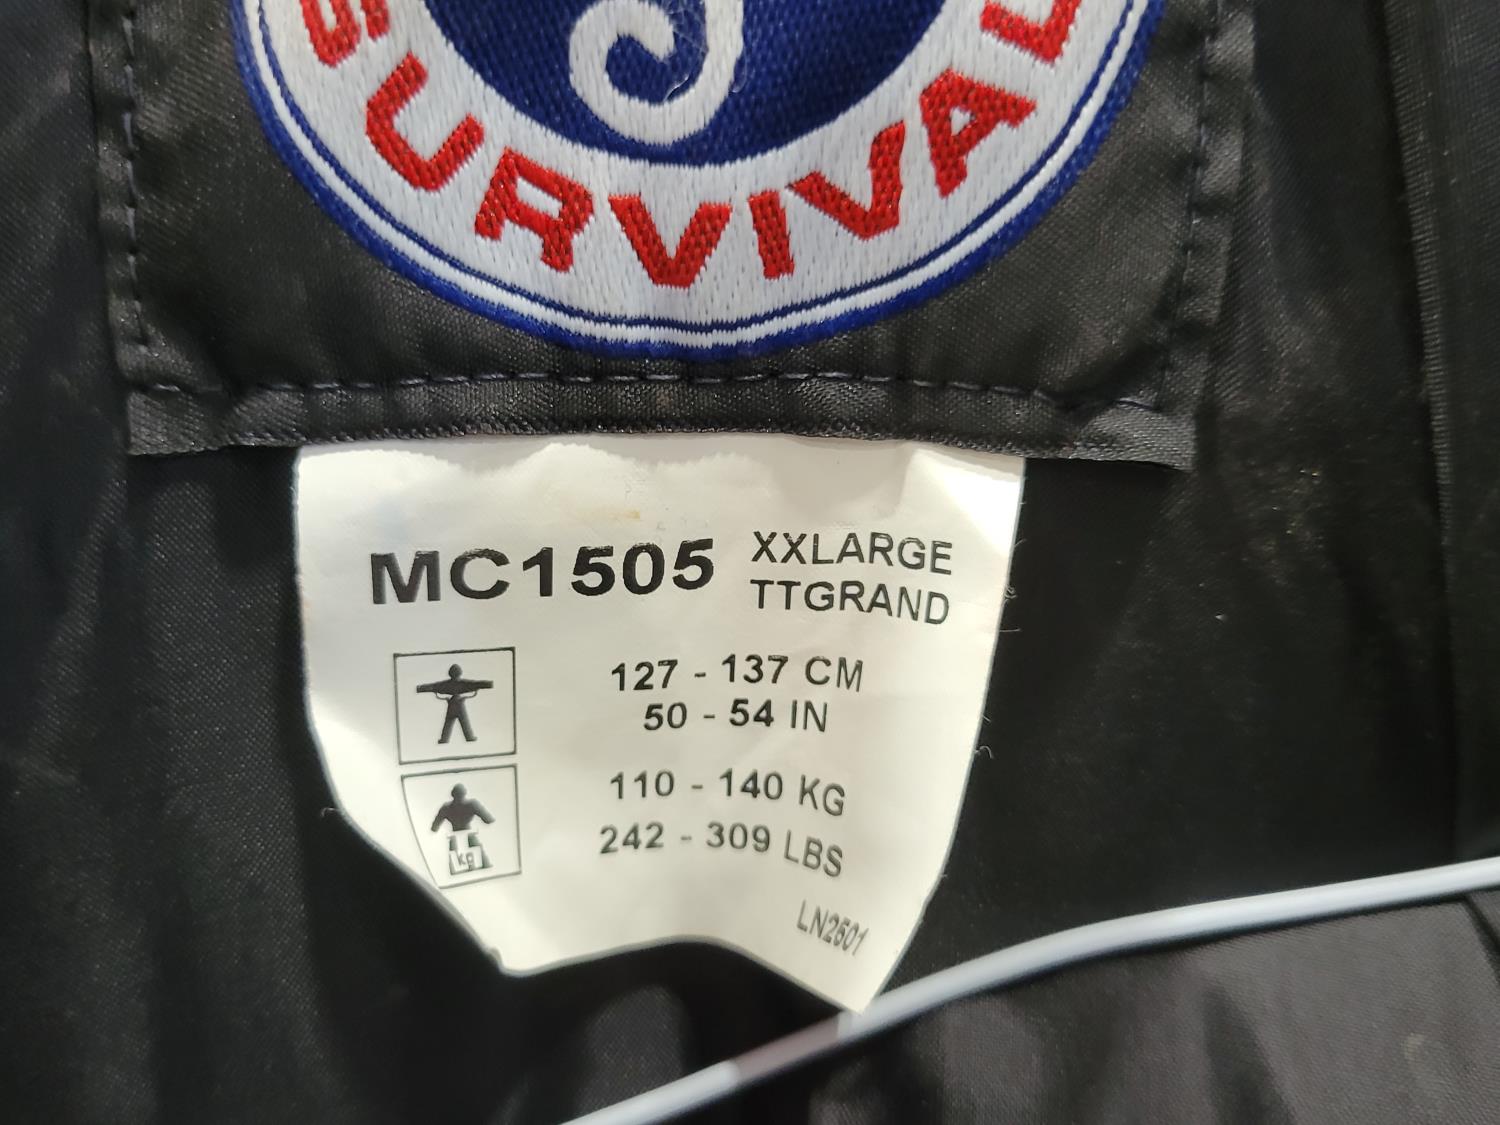 SURVIVAL
MC1505
XXLARGE
TTGRAND
127 - 137 CM
50 - 54 IN
110 - 140 KG
242 - 309 LBS
kg
LN2601